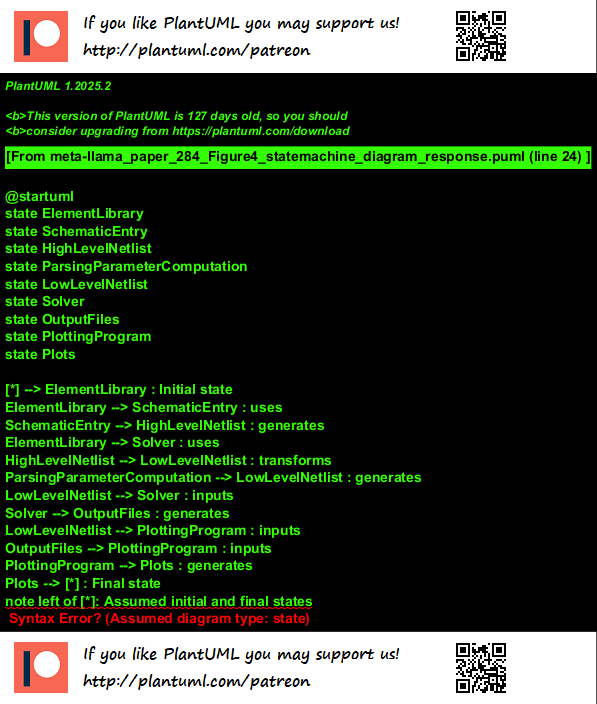 If you like PlantUML you may support us!
http://plantuml.com/patreon
PlantUML 1.2025.2
<b>This version of PlantUML is 127 days old, so you should
<b>consider upgrading from https://plantuml.com/download
[From meta-llama_paper_284_Figure4_statemachine_diagram_response.puml (line 24) ]
@startuml
state ElementLibrary
state SchematicEntry
state HighLevelNetlist
state ParsingParameterComputation
state LowLevelNetlist
state Solver
state OutputFiles
state PlottingProgram
state Plots
[*] --> ElementLibrary : Initial state
ElementLibrary --> SchematicEntry : uses
SchematicEntry --> HighLevelNetlist : generates
ElementLibrary --> Solver : uses
HighLevelNetlist --> LowLevelNetlist : transforms
ParsingParameterComputation --> LowLevelNetlist : generates
LowLevelNetlist --> Solver : inputs
Solver --> OutputFiles : generates
LowLevelNetlist --> PlottingProgram : inputs
OutputFiles --> PlottingProgram : inputs
PlottingProgram --> Plots : generates
Plots --> [*] : Final state
note left of [*]: Assumed initial and final states
Syntax Error? (Assumed diagram type: state)
If you like PlantUML you may support us!
http://plantuml.com/patreon